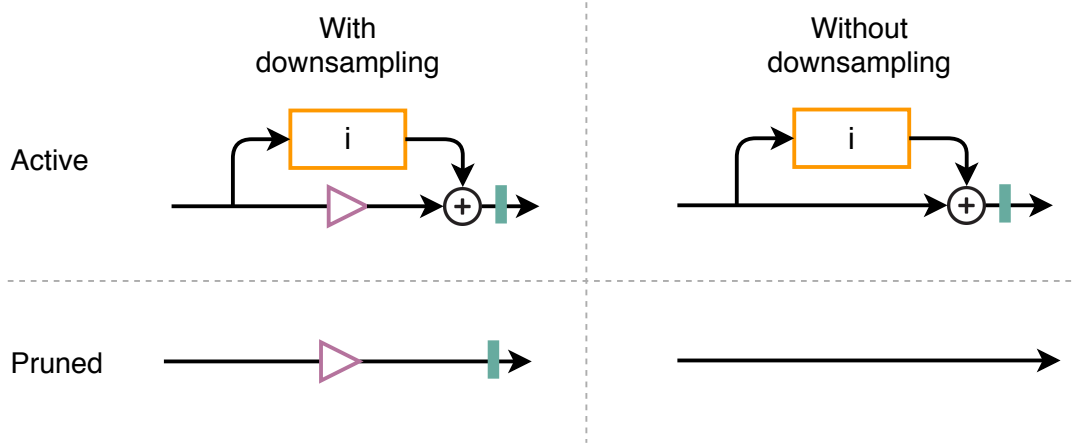 With
downsampling
Without
downsampling
Active
i
+
i
+
Pruned